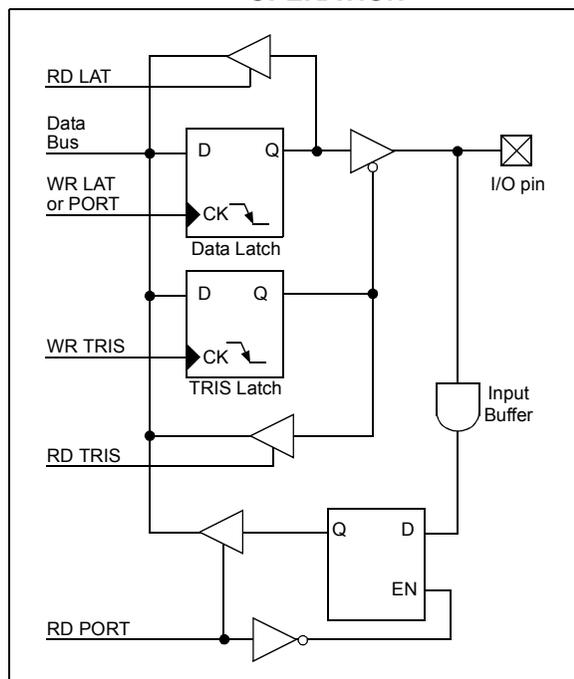 OPERATION
RD LAT
Data
Bus
D
Q
WR LAT
or PORT
CK
Data Latch
I/O pin
D
Q
WR TRIS
CK
TRIS Latch
Input
Buffer
RD TRIS
Q
D
EN
RD PORT